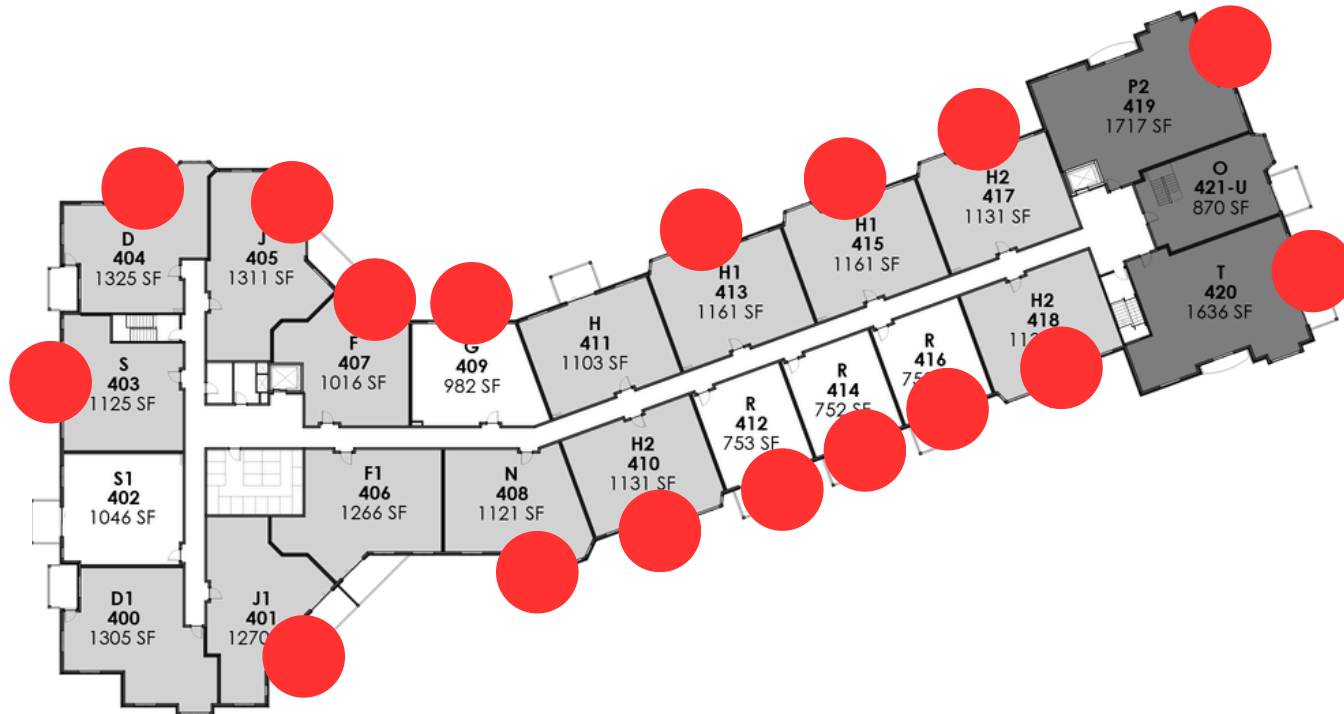 P2
419
1717 SF
O
421-U
870 SF
T
420
1636 SF
H2
417
1131 SF
H1
415
1161 SF
H1
413
1161 SF
H
411
1103 SF
H2
418
R
416
R
414
752 SF
R
412
753 SF
H2
410
1131 SF
D
404
1325 SF
J
405
1311 SF
F
407
1016 SF
G
409
982 SF
S
403
1125 SF
S1
402
1046 SF
F1
406
1266 SF
N
408
1121 SF
D1
400
1305 SF
J1
401
1270